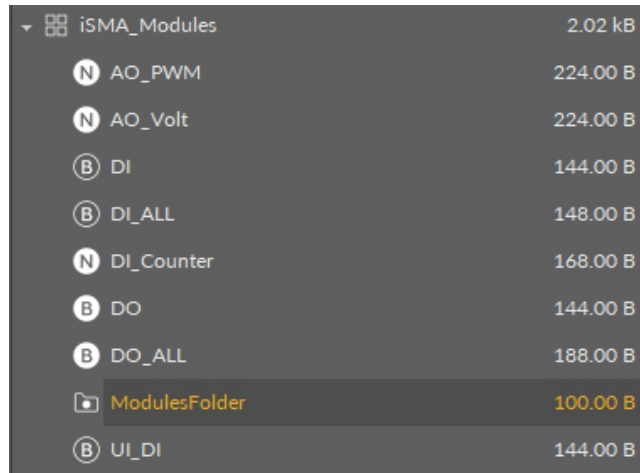 iSMA_Modules 2.02 kB
N AO_PWM 224.00 B
N AO_Volt 224.00 B
B DI 144.00 B
B DI_ALL 148.00 B
N DI_Counter 168.00 B
B DO 144.00 B
B DO_ALL 188.00 B
ModulesFolder 100.00 B
B UI_DI 144.00 B